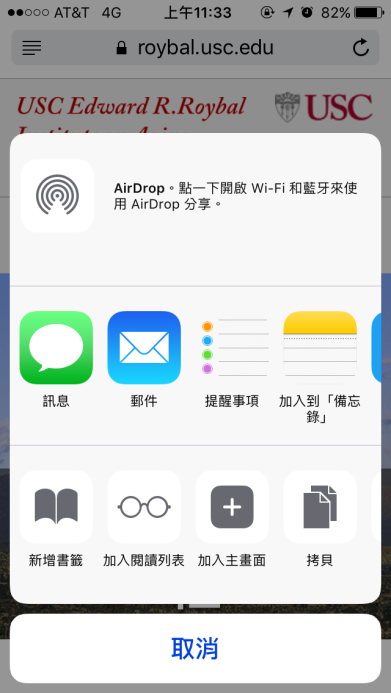 AT&T 4G 上午11:33 82%
roybal.usc.edu
USC Edward R.Roybal
USC
AirDrop。點一下開啟 Wi-Fi 和藍牙來使
用 AirDrop 分享。
訊息 郵件 提醒事項 加入到「備忘
錄」
新增書籤 加入閱讀列表 加入主畫面 拷貝
取消